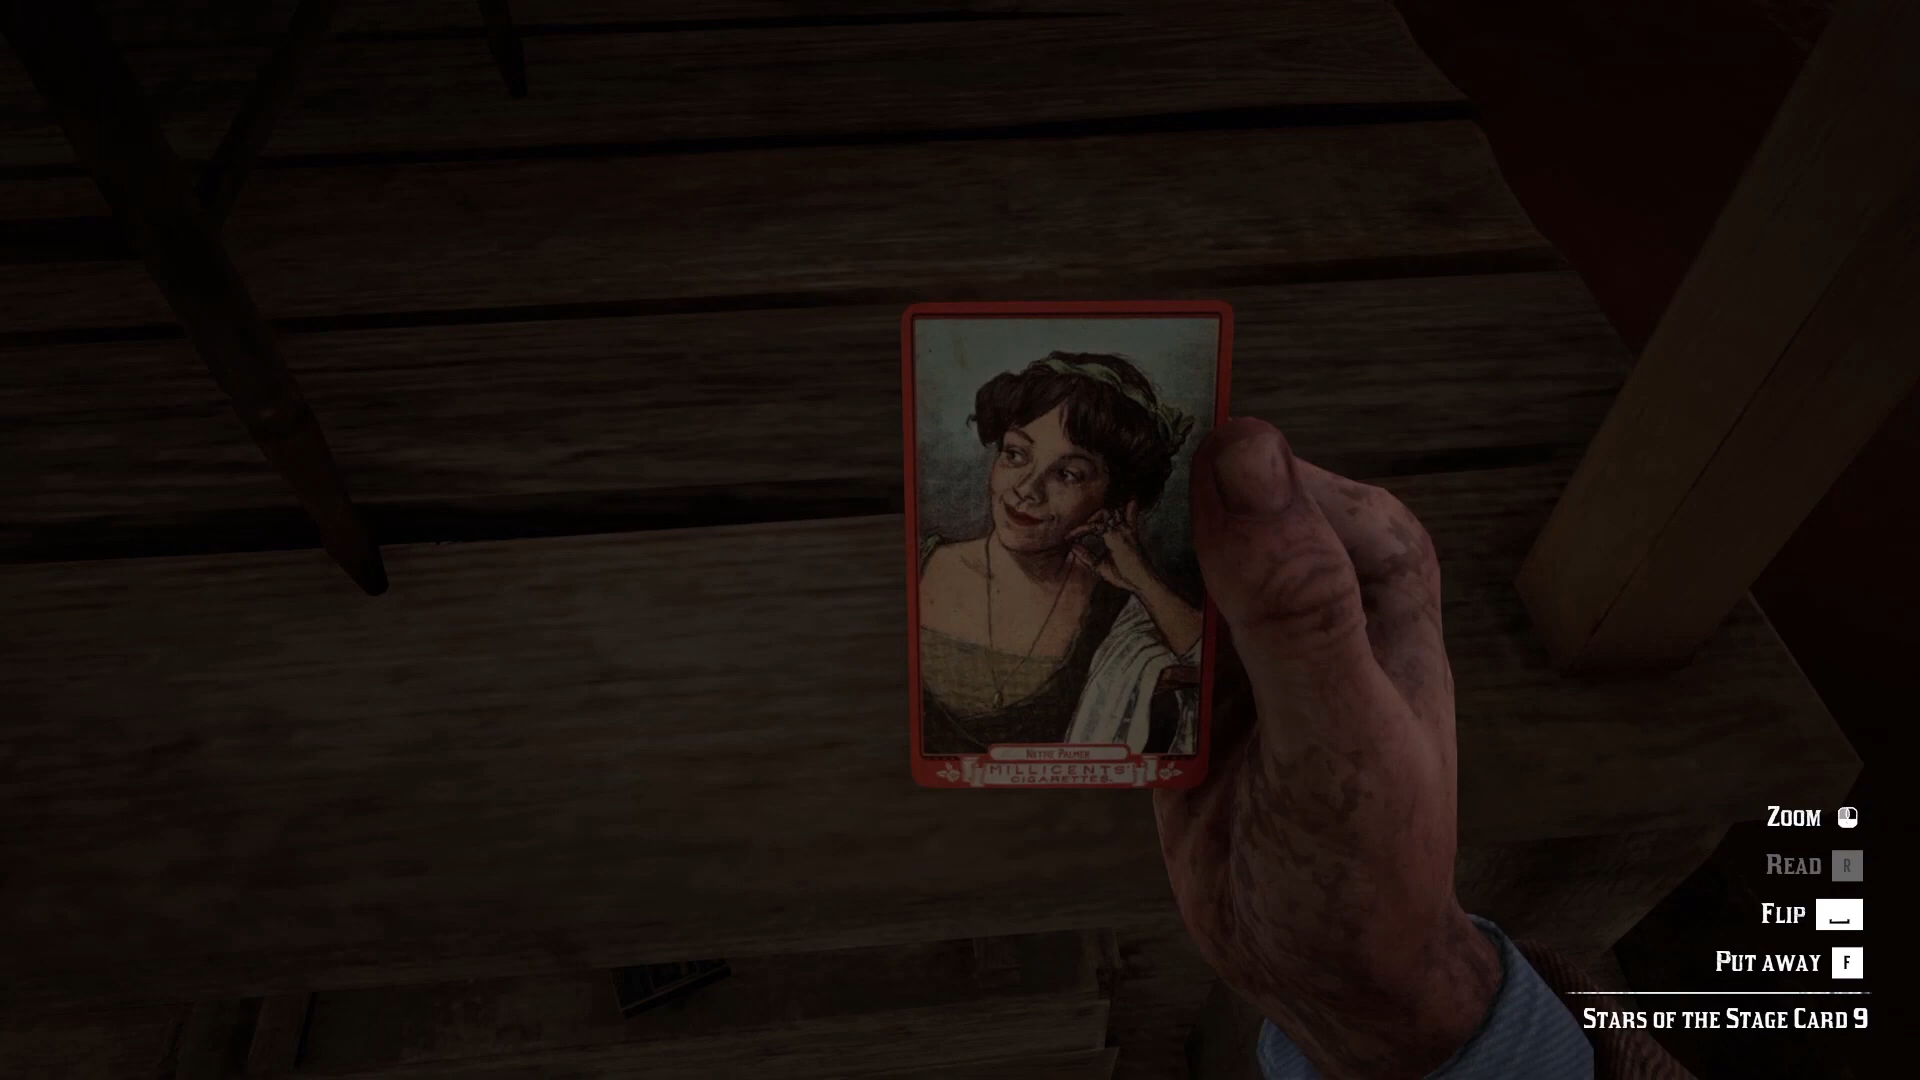 NETTIE PALMER
MILLICENTS'
CIGARETTES.
ZOOM
READ R
FLIP
PUT AWAY F
STARS OF THE STAGE CARD 9